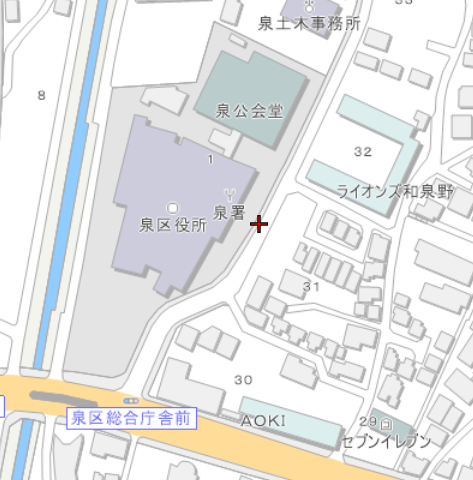 33
泉土木事務所
8
泉公会堂
32
1
ライオンズ和泉野
泉署
泉区役所
31
30
泉区総合庁舎前
AOKI
29
セブンイレブン